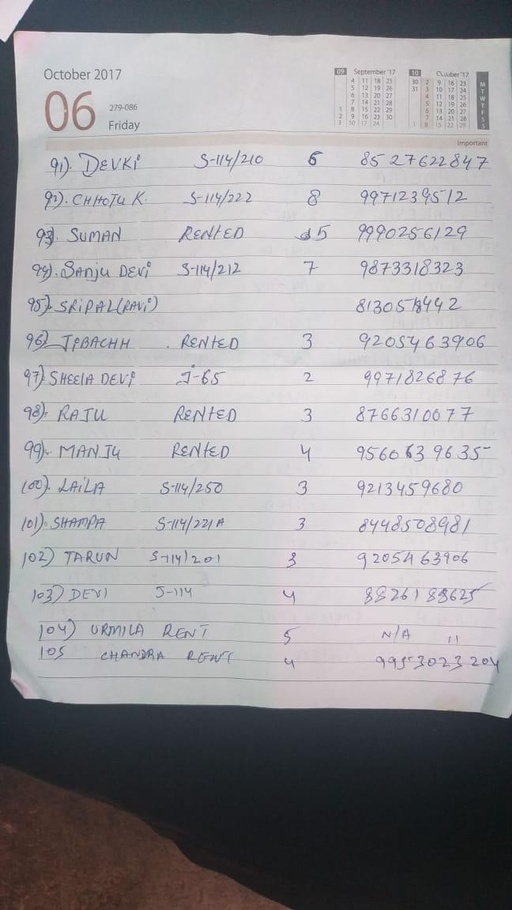 October 2017
06
279-086
Friday
September '17
October '17
important
91). DEVKi S-114/210 6 8527622847
92). CHHOTU K. S-114/222 8 9971239512
93). SUMAN RENTED 5 9990256129
94). SANJU DEVi S-114/212 7 9873318323
95). SRIPAL(RAVi)
96). RENTED 3 9205463906
97) SHEELA DEVI J-65 2 9971826876
98). RAJU RENTED 3 8766310077
99). MANJU RENTED 4 9560639635
100). LAILA S-114/250 3 9213459680
101). SHAMPA S-114/221A 3 8448508981
102) TARUN S-114/201 3 9205463906
103) DEVI S-114 4
104) URMILA RENT 5 N/A 11
105 CHANDRA RENT 4 9953023204